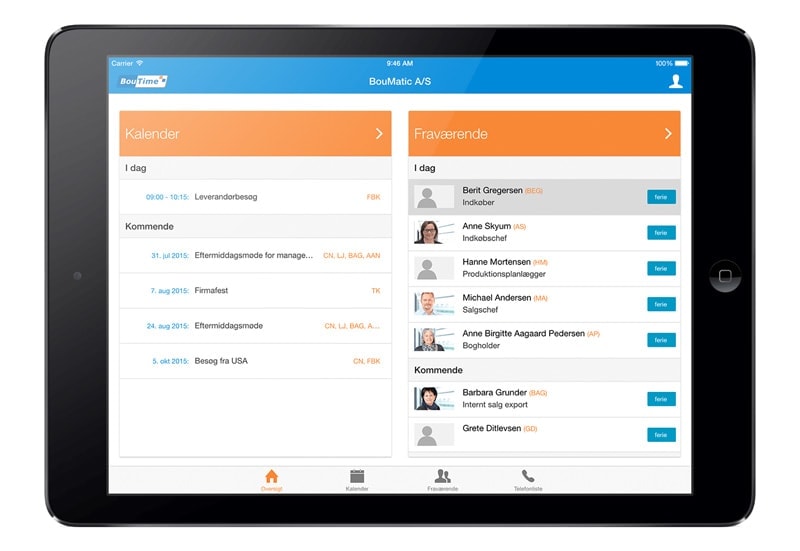 Carrier 9:46 AM 100%
BouTime BouMatic A/S
Kalender
I dag
09:00 - 10:15: Leverandørbesøg FBK
Kommende
31. jul 2015: Eftermiddagsmøde for manage... CN, LJ, BAG, AAN
7. aug 2015: Firmafest TK
24. aug 2015: Eftermiddagsmøde CN, LJ, BAG, A....
5. okt 2015: Besøg fra USA CN, FBK
Fraværende
I dag
Berit Gregersen (BEG)
Indkøber
ferie
Anne Skyum (AS)
Indkøbschef
ferie
Hanne Mortensen (HM)
Produktionsplanlægger
ferie
Michael Andersen (MA)
Salgschef
ferie
Anne Birgitte Aagaard Pedersen (AP)
Bogholder
ferie
Kommende
Barbara Grunder (BAG)
Internt salg export
ferie
Grete Ditlevsen (GD)
ferie
Oversigt Kalender Fraværende Telefonliste